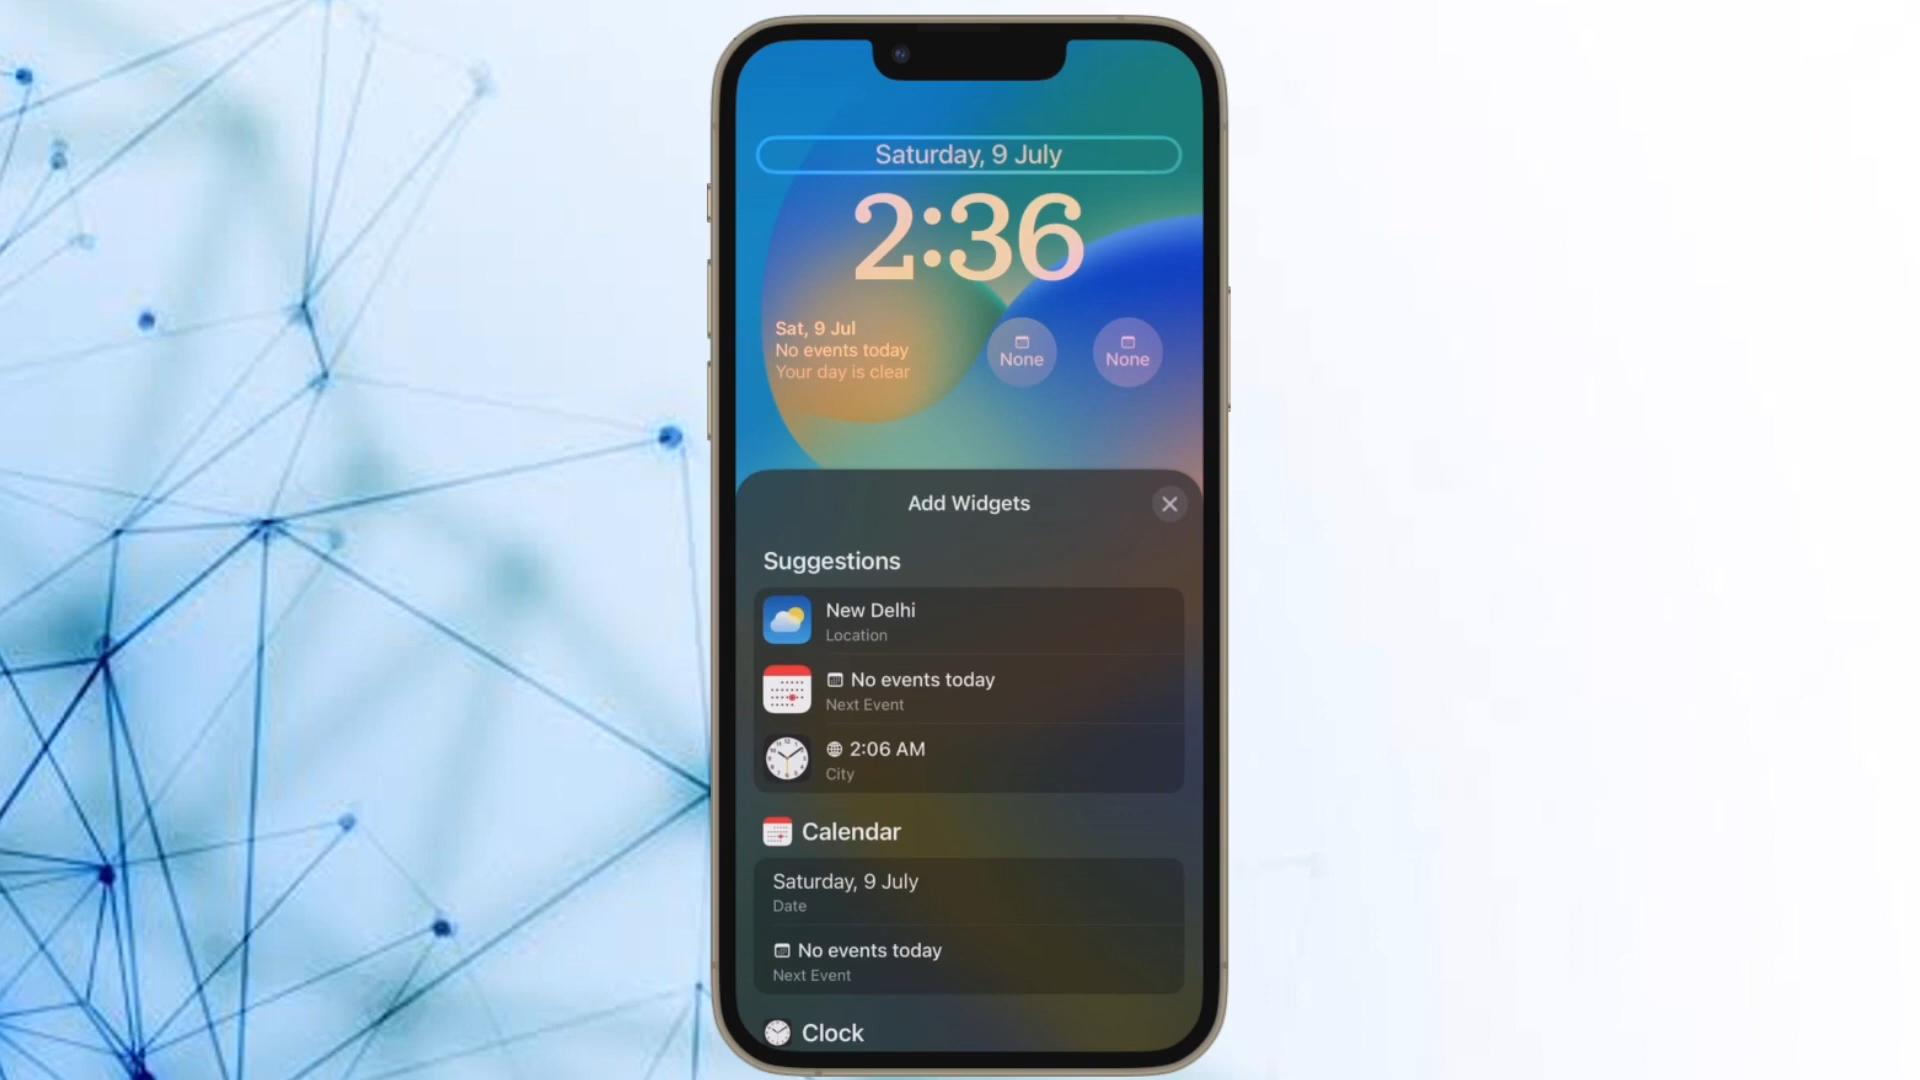 Saturday, 9 July
2:36
Sat, 9 Jul
No events today
Your day is clear
None
None
Add Widgets
Suggestions
New Delhi
Location
No events today
Next Event
2:06 AM
City
Calendar
Saturday, 9 July
Date
No events today
Next Event
Clock